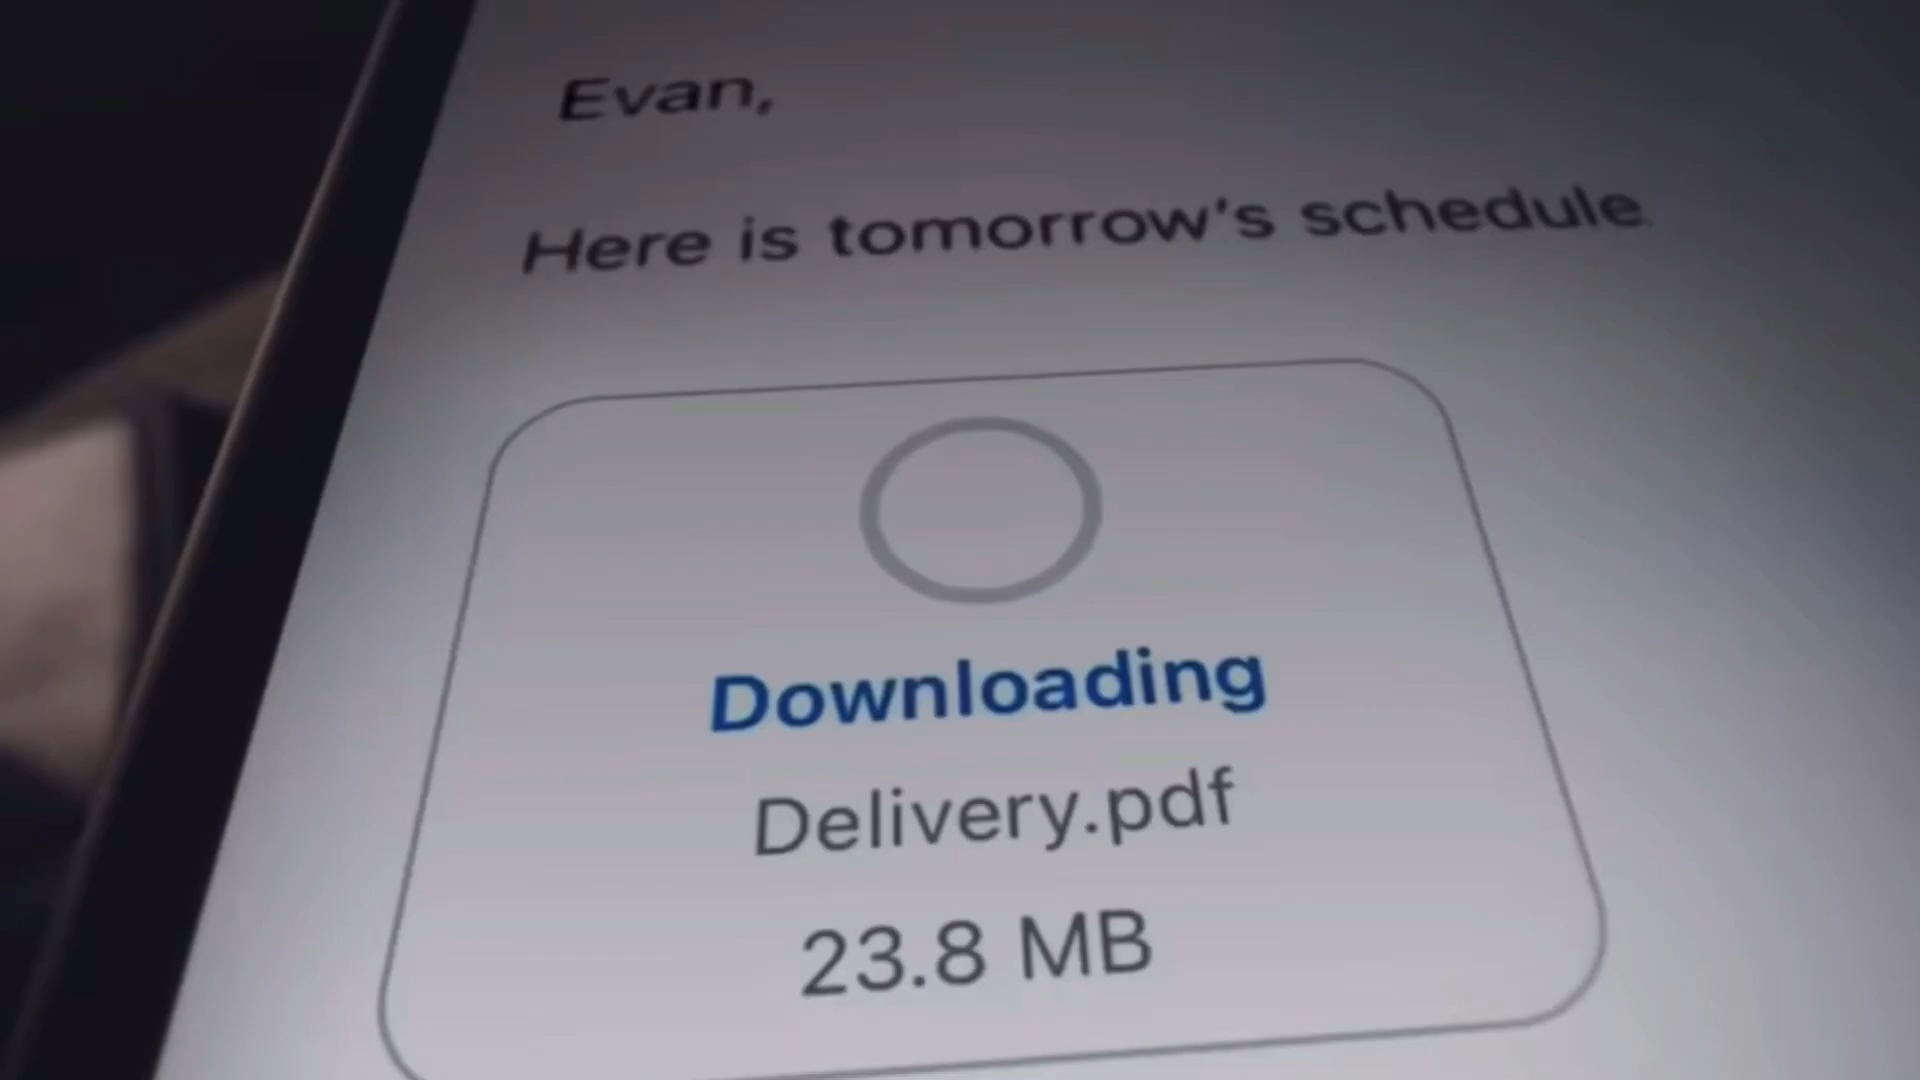 Evan,
Here is tomorrow's schedule
Downloading
Delivery.pdf
23.8 MB